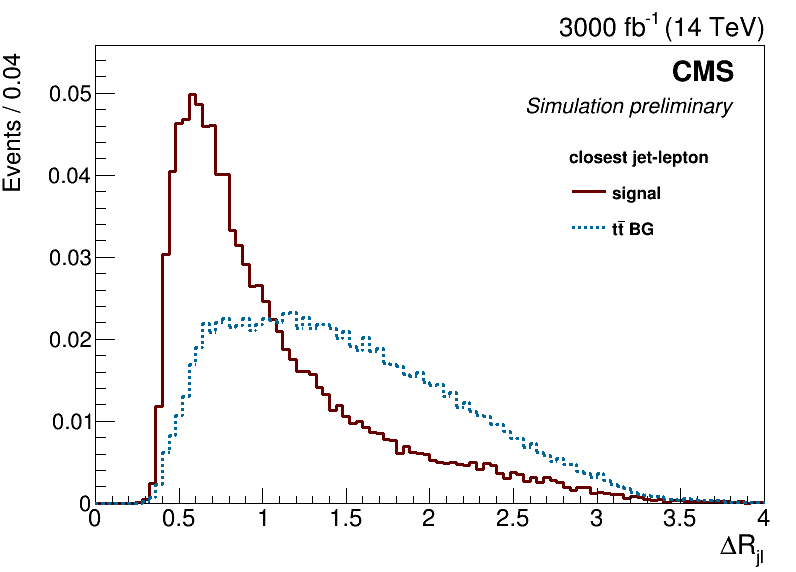 3000 fb⁻¹ (14 TeV)
Events / 0.04
CMS
Simulation preliminary
closest jet-lepton
signal
tt̄ BG
0.05
0.04
0.03
0.02
0.01
0
0 0.5 1 1.5 2 2.5 3 3.5 4
ΔRjl